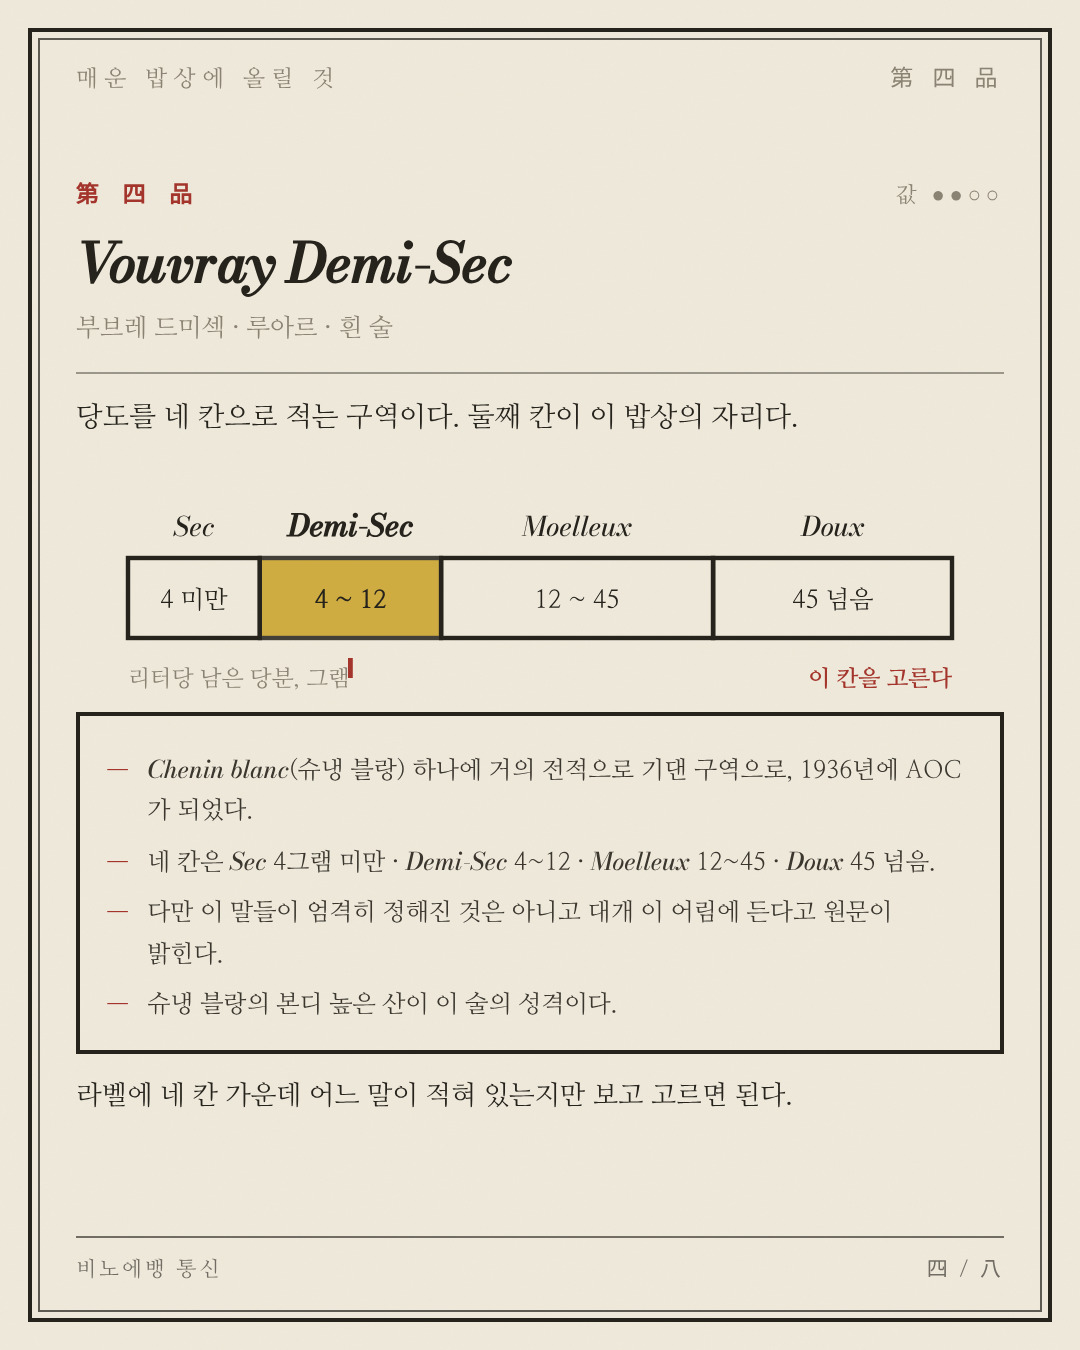 매운 밥상에 올릴 것
第四品
第四品
값 ●●○○
Vouvray Demi-Sec
부브레 드미섹 · 루아르 · 흰 술
당도를 네 칸으로 적는 구역이다. 둘째 칸이 이 밥상의 자리다.
Sec Demi-Sec Moelleux Doux
4 미만 4 ~ 12 12 ~ 45 45 넘음
리터당 남은 당분, 그램
이 칸을 고른다
— Chenin blanc(슈냉 블랑) 하나에 거의 전적으로 기댄 구역으로, 1936년에 AOC
가 되었다.
— 네 칸은 Sec 4그램 미만 · Demi-Sec 4~12 · Moelleux 12~45 · Doux 45 넘음.
— 다만 이 말들이 엄격히 정해진 것은 아니고 대개 이 어림에 든다고 원문이
밝힌다.
— 슈냉 블랑의 본디 높은 산이 이 술의 성격이다.
라벨에 네 칸 가운데 어느 말이 적혀 있는지만 보고 고르면 된다.
비노에뱅 통신
四 / 八